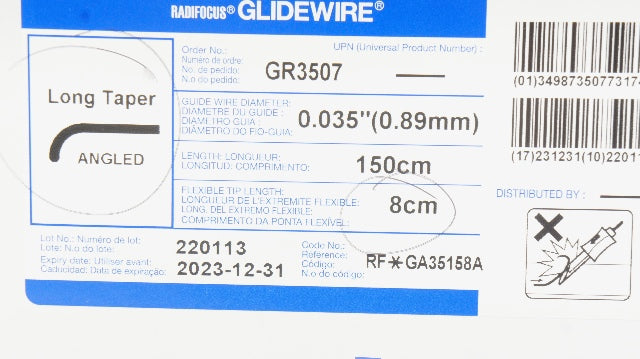 RADIFOCUS® GLIDEWIRE®
Order No.:
Numéro de ordre:
No. de pedido:
N.o do pedido:
GR3507
UPN (Universal Product Number) :
Long Taper
ANGLED
GUIDE WIRE DIAMETER:
DIAMETRE DU GUIDE :
DIAMETRO GUIA :
DIÂMETRO DO FIO-GUIA:
0.035"(0.89mm)
LENGTH: LONGUEUR:
LONGITUD: COMPRIMENTO:
150cm
FLEXIBLE TIP LENGTH:
LONGUEUR DE L'EXTREMITE FLEXIBLE:
LONG. DEL EXTREMO FLEXIBLE:
COMPRIMENTO DA PONTA FLEXÍVEL:
8cm
Lot No.: Numéro de lot:
Lote: N.o do lote:
220113
Expiry date: Utiliser avant:
Caducidad: Data de expiração:
2023-12-31
Code No.:
Réference:
Código:
N.o do código:
RF*GA35158A
(01)3498735077317
(17)231231(10)22011
DISTRIBUTED BY :
GLIDEWIRE